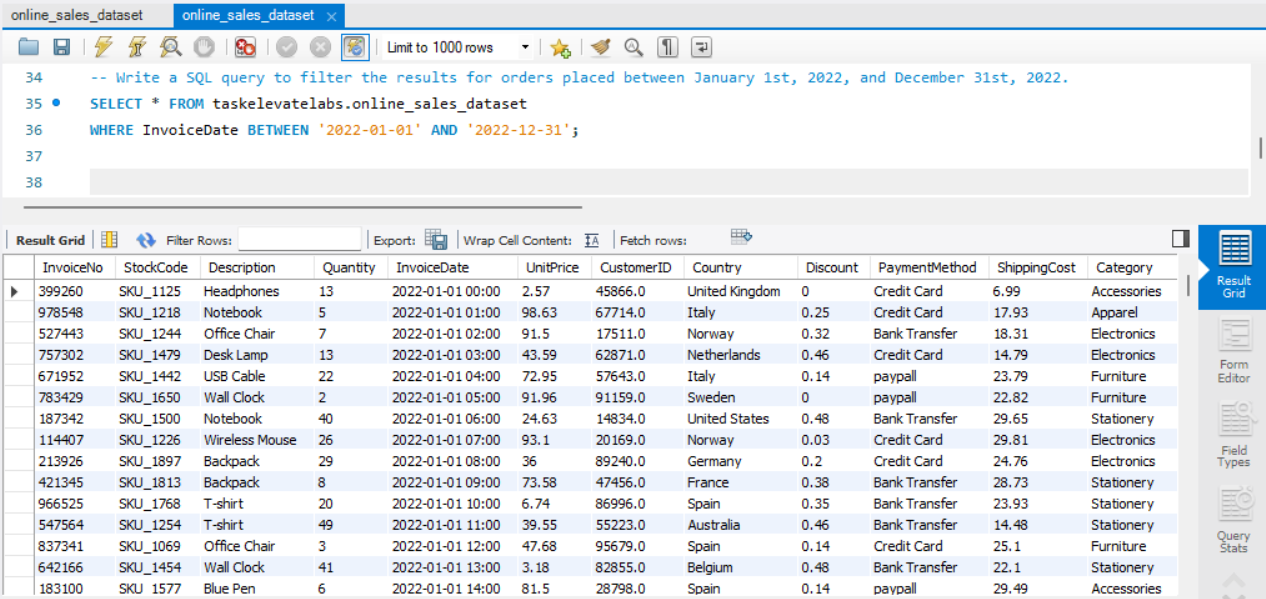 online_sales_dataset online_sales_dataset
Limit to 1000 rows
34 -- Write a SQL query to filter the results for orders placed between January 1st, 2022, and December 31st, 2022.
35 SELECT * FROM taskelevatelabs.online_sales_dataset
36 WHERE InvoiceDate BETWEEN '2022-01-01' AND '2022-12-31';
37
38
Result Grid Filter Rows: Export: Wrap Cell Content: Fetch rows:
InvoiceNo StockCode Description Quantity InvoiceDate UnitPrice CustomerID Country Discount PaymentMethod ShippingCost Category
399260 SKU_1125 Headphones 13 2022-01-01 00:00 2.57 45866.0 United Kingdom 0 Credit Card 6.99 Accessories
978548 SKU_1218 Notebook 5 2022-01-01 01:00 98.63 67714.0 Italy 0.25 Credit Card 17.93 Apparel
527443 SKU_1244 Office Chair 7 2022-01-01 02:00 91.5 17511.0 Norway 0.32 Bank Transfer 18.31 Electronics
757302 SKU_1479 Desk Lamp 13 2022-01-01 03:00 43.59 62871.0 Netherlands 0.46 Credit Card 14.79 Electronics
671952 SKU_1442 USB Cable 22 2022-01-01 04:00 72.95 57643.0 Italy 0.14 paypall 23.79 Furniture
783429 SKU_1650 Wall Clock 2 2022-01-01 05:00 91.96 91159.0 Sweden 0 paypall 22.82 Furniture
187342 SKU_1500 Notebook 40 2022-01-01 06:00 24.63 14834.0 United States 0.48 Bank Transfer 29.65 Stationery
114407 SKU_1226 Wireless Mouse 26 2022-01-01 07:00 93.1 20169.0 Norway 0.03 Credit Card 29.81 Electronics
213926 SKU_1897 Backpack 29 2022-01-01 08:00 36 89240.0 Germany 0.2 Credit Card 24.76 Electronics
421345 SKU_1813 Backpack 8 2022-01-01 09:00 73.58 47456.0 France 0.38 Bank Transfer 28.73 Stationery
966525 SKU_1768 T-shirt 20 2022-01-01 10:00 6.74 86996.0 Spain 0.35 Bank Transfer 23.93 Stationery
547564 SKU_1254 T-shirt 49 2022-01-01 11:00 39.55 55223.0 Australia 0.46 Bank Transfer 14.48 Stationery
837341 SKU_1069 Office Chair 3 2022-01-01 12:00 47.68 95679.0 Spain 0.14 Credit Card 25.1 Furniture
642166 SKU_1454 Wall Clock 41 2022-01-01 13:00 3.18 82855.0 Belgium 0.48 Bank Transfer 22.1 Stationery
183100 SKU_1577 Blue Pen 6 2022-01-01 14:00 81.5 28798.0 Spain 0.14 paypall 29.49 Accessories
Result
Grid
Form
Editor
Field
Types
Query
Stats